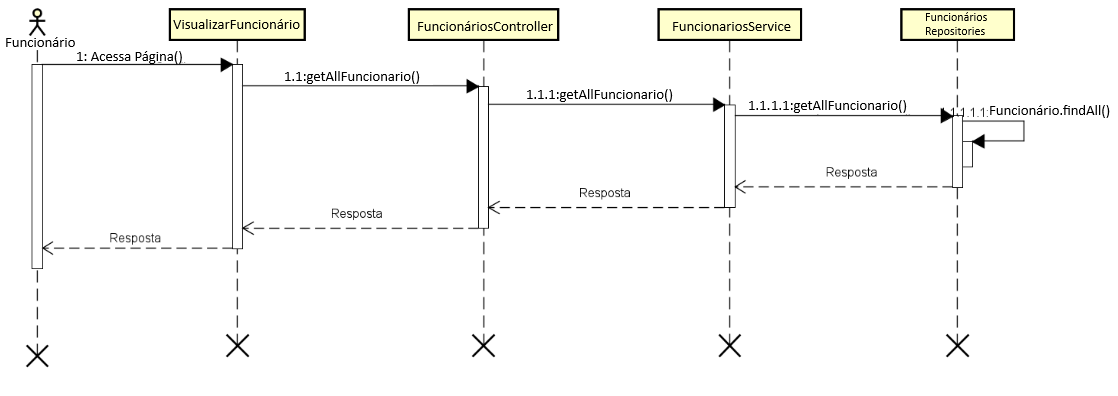 Funcionário
VisualizarFuncionário
FuncionáriosController
FuncionariosService
Funcionários
Repositories
1: Acessa Página()
1.1:getAllFuncionario()
1.1.1:getAllFuncionario()
1.1.1.1:getAllFuncionario()
1.1.1.1.1:Funcionário.findAll()
Resposta
Resposta
Resposta
Resposta